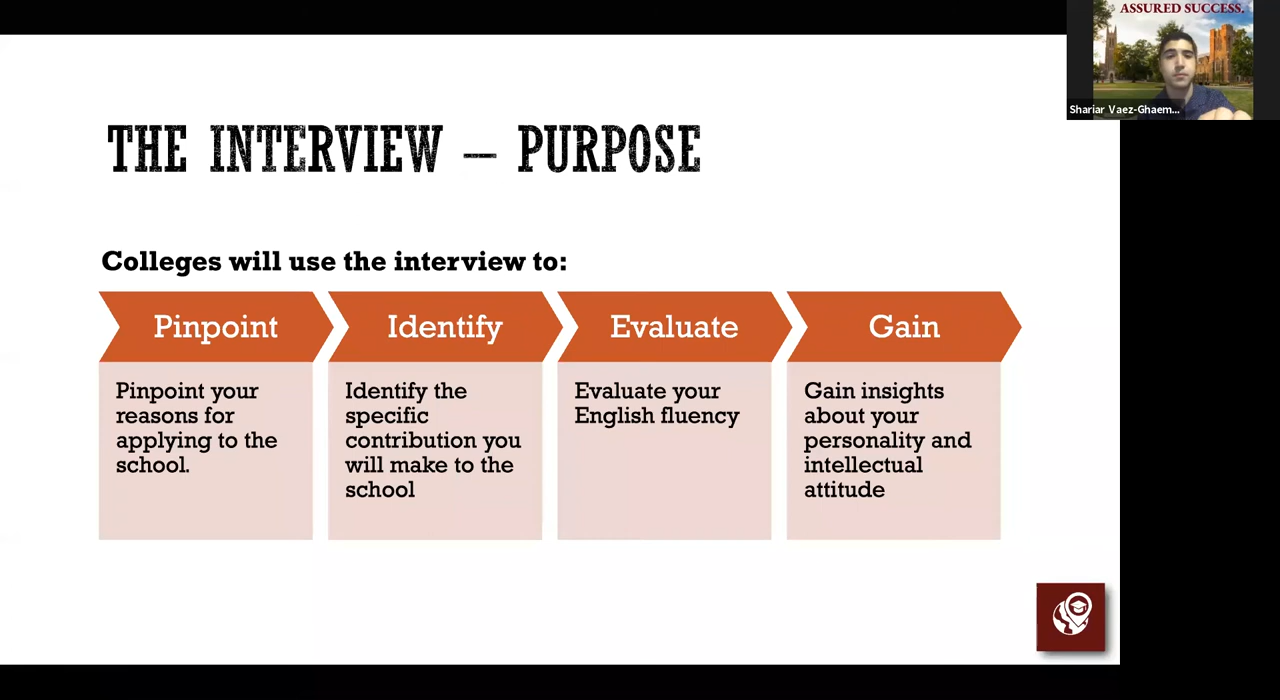 ASSURED SUCCESS.
Shariar Vaez-Ghaem...
THE INTERVIEW – PURPOSE
Colleges will use the interview to:
Pinpoint
Pinpoint your
reasons for
applying to the
school.
Identify
Identify the
specific
contribution you
will make to the
school
Evaluate
Evaluate your
English fluency
Gain
Gain insights
about your
personality and
intellectual
attitude